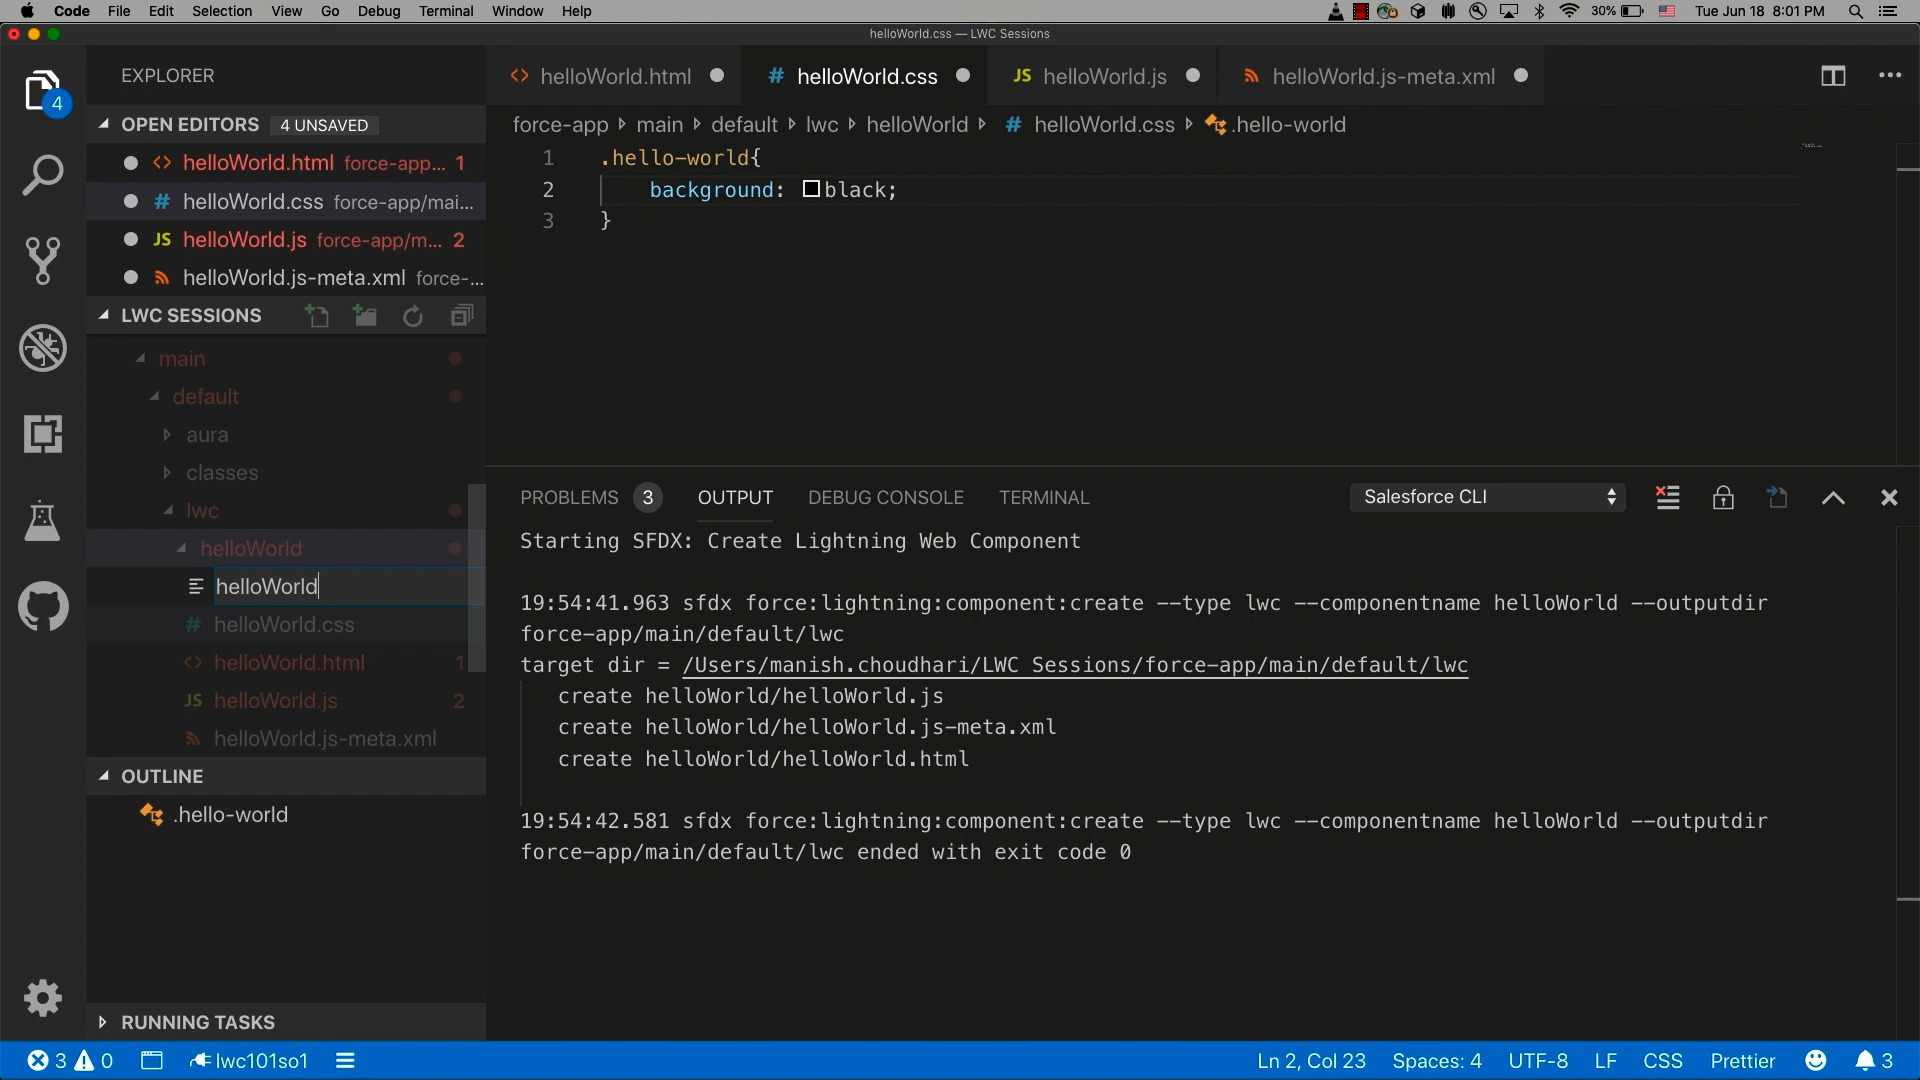 Code File Edit Selection View Go Debug Terminal Window Help 30% Tue Jun 18 8:01 PM
helloWorld.css — LWC Sessions
EXPLORER
4
OPEN EDITORS 4 UNSAVED
helloWorld.html force-app... 1
helloWorld.css force-app/mai...
helloWorld.js force-app/m... 2
helloWorld.js-meta.xml force-...
LWC SESSIONS
main
default
aura
classes
lwc
helloWorld
helloWorld
helloWorld.css
helloWorld.html 1
helloWorld.js 2
helloWorld.js-meta.xml
OUTLINE
.hello-world
RUNNING TASKS
helloWorld.html helloWorld.css helloWorld.js helloWorld.js-meta.xml
force-app main default lwc helloWorld # helloWorld.css .hello-world
1 .hello-world{
2 background: black;
3 }
PROBLEMS 3 OUTPUT DEBUG CONSOLE TERMINAL Salesforce CLI
Starting SFDX: Create Lightning Web Component
19:54:41.963 sfdx force:lightning:component:create --type lwc --componentname helloWorld --outputdir
force-app/main/default/lwc
target dir = /Users/manish.choudhari/LWC Sessions/force-app/main/default/lwc
create helloWorld/helloWorld.js
create helloWorld/helloWorld.js-meta.xml
create helloWorld/helloWorld.html
19:54:42.581 sfdx force:lightning:component:create --type lwc --componentname helloWorld --outputdir
force-app/main/default/lwc ended with exit code 0
3 0 lwc101so1 Ln 2, Col 23 Spaces: 4 UTF-8 LF CSS Prettier 3